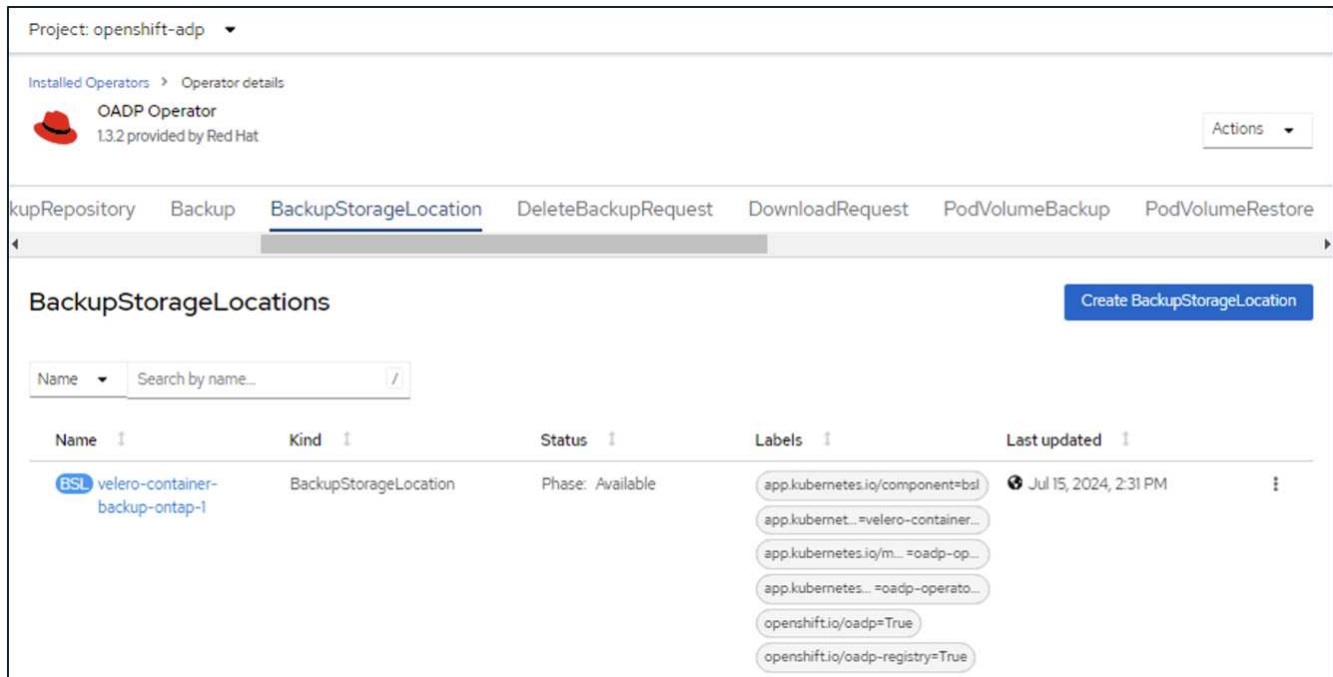 Project: openshift-adp
Installed Operators > Operator details
OADP Operator
1.3.2 provided by Red Hat
Actions
kupRepository Backup BackupStorageLocation DeleteBackupRequest DownloadRequest PodVolumeBackup PodVolumeRestore
BackupStorageLocations
Create BackupStorageLocation
Name Search by name... /
Name Kind Status Labels Last updated
BSL velero-container-backup-ontap-1 BackupStorageLocation Phase: Available app.kubernetes.io/component=bsl Jul 15, 2024, 2:31 PM
app.kubernet... =velero-container...
app.kubernetes.io/m... =oadp-op...
app.kubernetes... =oadp-operato...
openshift.io/oadp=True
openshift.io/oadp-registry=True